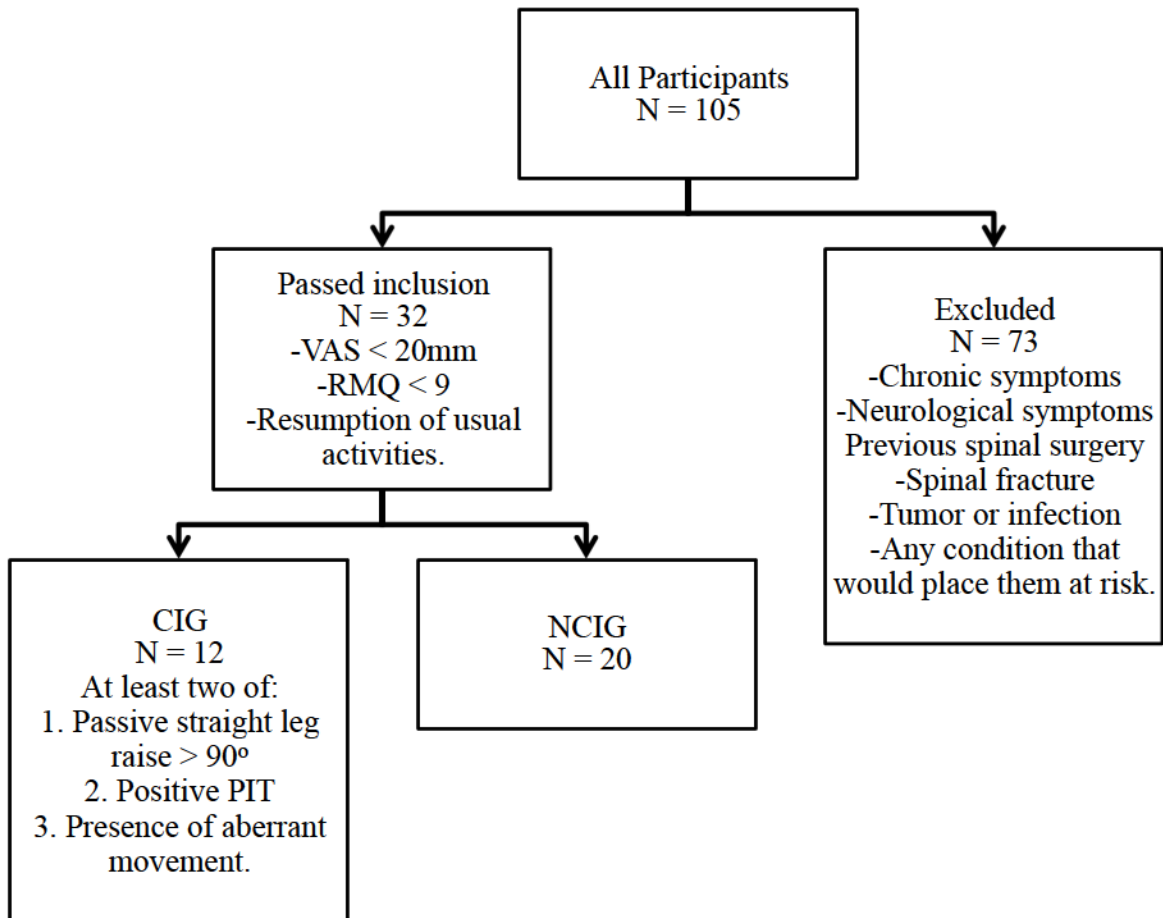 All Participants
N = 105
Passed inclusion
N = 32
-VAS < 20mm
-RMQ < 9
-Resumption of usual
activities.
Excluded
N = 73
-Chronic symptoms
-Neurological symptoms
Previous spinal surgery
-Spinal fracture
-Tumor or infection
-Any condition that
would place them at risk.
CIG
N = 12
At least two of:
1. Passive straight leg
raise > 90º
2. Positive PIT
3. Presence of aberrant
movement.
NCIG
N = 20